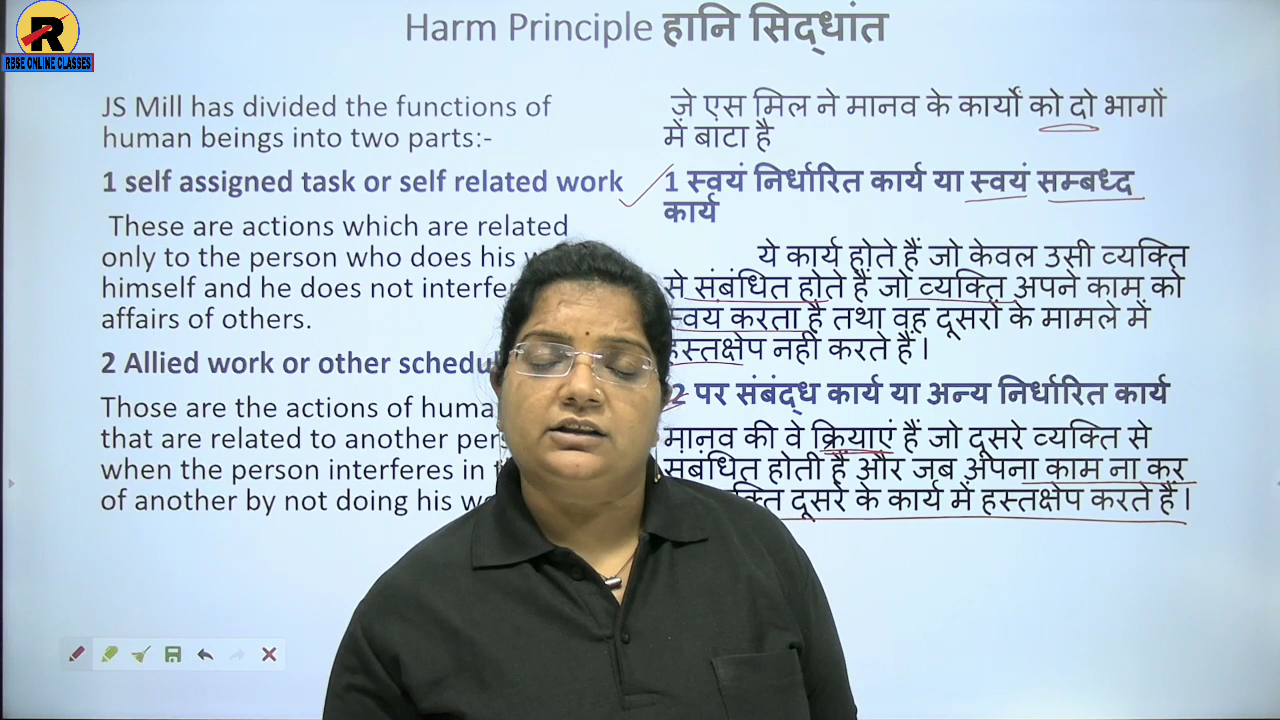 R
RBSE ONLINE CLASSES
Harm Principle हानि सिद्धांत
JS Mill has divided the functions of
human beings into two parts:-
1 self assigned task or self related work
These are actions which are related
only to the person who does his
himself and he does not
affairs of others.
2 Allied work or other
Those are the actions of
that are related to another
when the person interferes in
of another by not doing his
जे एस मिल ने मानव के कार्यों को दो भागों
में बाटा है
1 स्वयं निर्धारित कार्य या स्वयं सम्बध्द
कार्य
ये कार्य होते हैं जो केवल उसी व्यक्ति
से संबंधित होते हैं जो व्यक्ति अपने काम को
स्वयं करता है तथा वह दूसरों के मामले में
हस्तक्षेप नहीं करते हैं ।
2 पर संबंद्ध कार्य या अन्य निर्धारित कार्य
मानव की वे क्रियाएं हैं जो दूसरे व्यक्ति से
संबंधित होती हैं और जब अपना काम ना कर
दूसरे के कार्य में हस्तक्षेप करते हैं ।